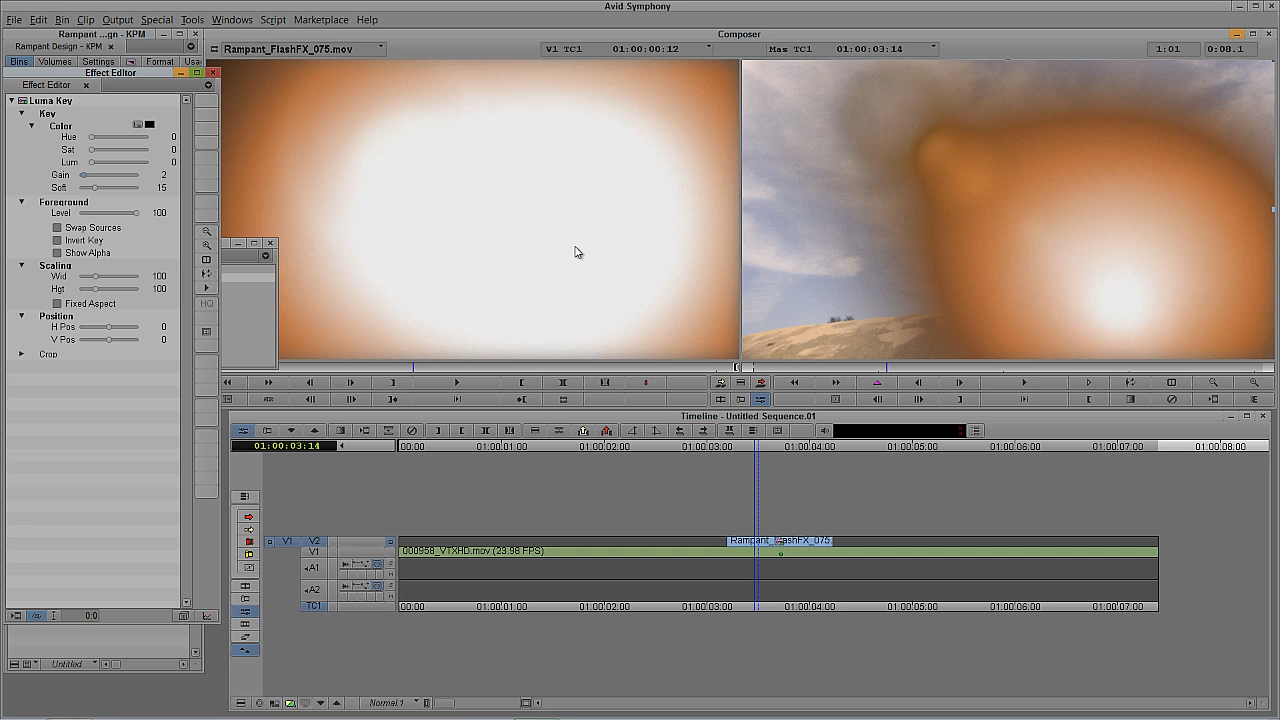 Avid Symphony
File Edit Bin Clip Output Special Tools Windows Script Marketplace Help
Rampant ...gn - KPM
Composer
Rampant Design - KPM
Rampant_FlashFX_075.mov
V1 TC1 01:00:00:12
Mas TC1 01:00:03:14
1:01
0:08.1
Bins Volumes Settings Format Usa
Effect Editor
Effect Editor
Luma Key
Key
Color
Hue 0
Sat 0
Lum 0
Gain 2
Soft 15
Foreground
Level 100
Swap Sources
Invert Key
Show Alpha
Scaling
Wid 100
Hgt 100
HQ
Fixed Aspect
Position
H Pos 0
V Pos 0
Crop
Timeline - Untitled Sequence.01
01:00:03:14
00:00 01:00:01:00 01:00:02:00 01:00:03:00 01:00:04:00 01:00:05:00 01:00:06:00 01:00:07:00 01:00:08:00
V1 V2
V1 000958_VTXHD.mov (23.98 FPS)
A1
A2
TC1 00:00 01:00:01:00 01:00:02:00 01:00:03:00 01:00:04:00 01:00:05:00 01:00:06:00 01:00:07:00
0:0
Untitled
Normal.1